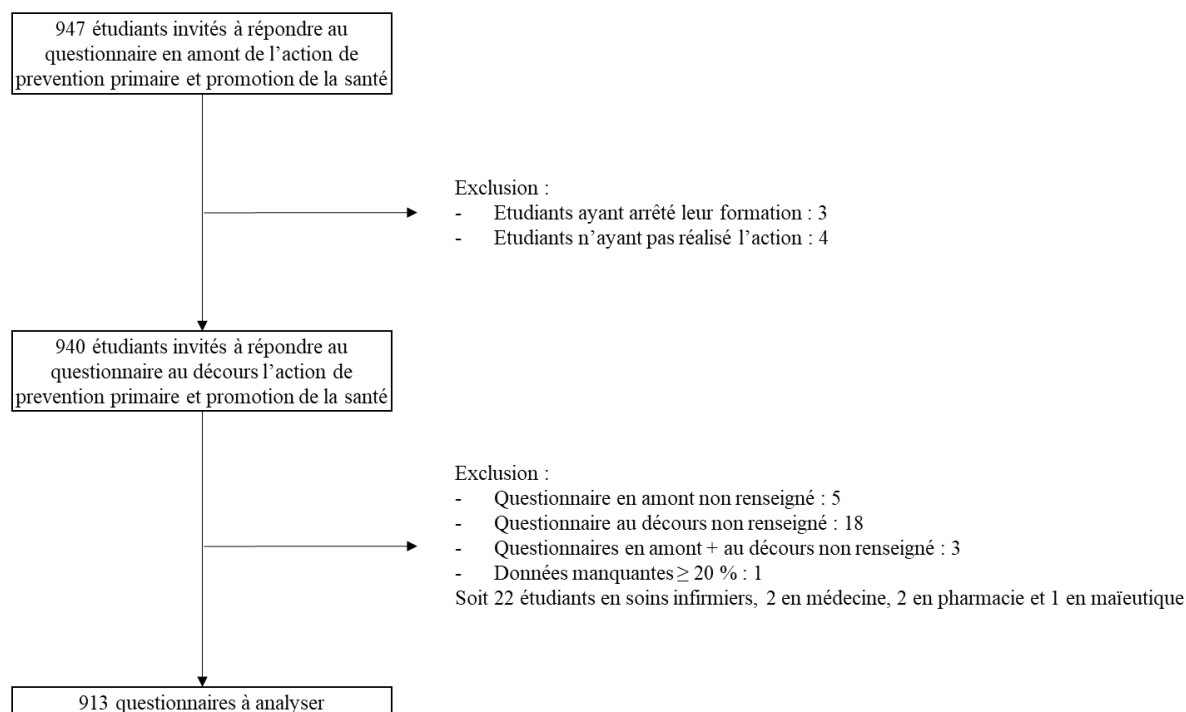 947 étudiants invités à répondre au
questionnaire en amont de l’action de
prevention primaire et promotion de la santé
Exclusion :
- Etudiants ayant arrêté leur formation : 3
- Etudiants n’ayant pas réalisé l’action : 4
940 étudiants invités à répondre au
questionnaire au décours l’action de
prevention primaire et promotion de la santé
Exclusion :
- Questionnaire en amont non renseigné : 5
- Questionnaire au décours non renseigné : 18
- Questionnaires en amont + au décours non renseigné : 3
- Données manquantes ≥ 20 % : 1
Soit 22 étudiants en soins infirmiers, 2 en médecine, 2 en pharmacie et 1 en maïeutique
913 questionnaires à analyser